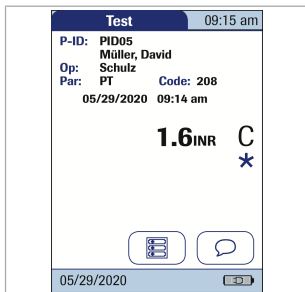 Test 09:15 am
P-ID: PID05
Müller, David
Op: Schulz
Par: PT Code: 208
05/29/2020 09:14 am
1.6INR C
*
05/29/2020